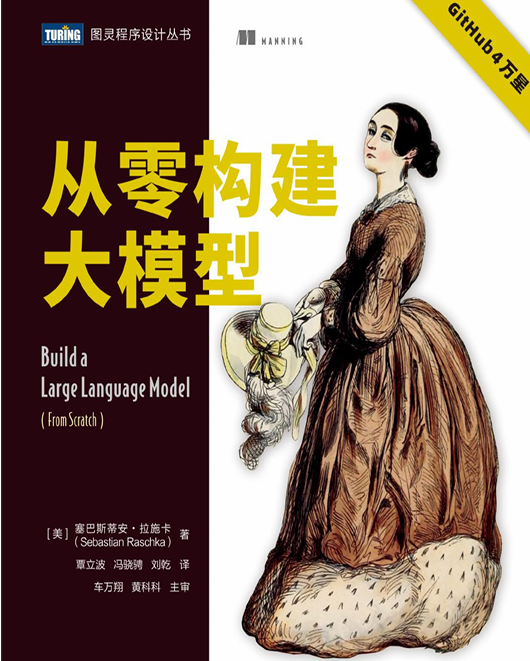 TURING
图灵程序设计丛书
MANNING
GitHub 4 万星
从零构建
大模型
Build a
Large Language Model
( From Scratch )
[美] 塞巴斯蒂安·拉施卡 著
( Sebastian Raschka )
覃立波 冯骁骋 刘乾 译
车万翔 黄科科 主审